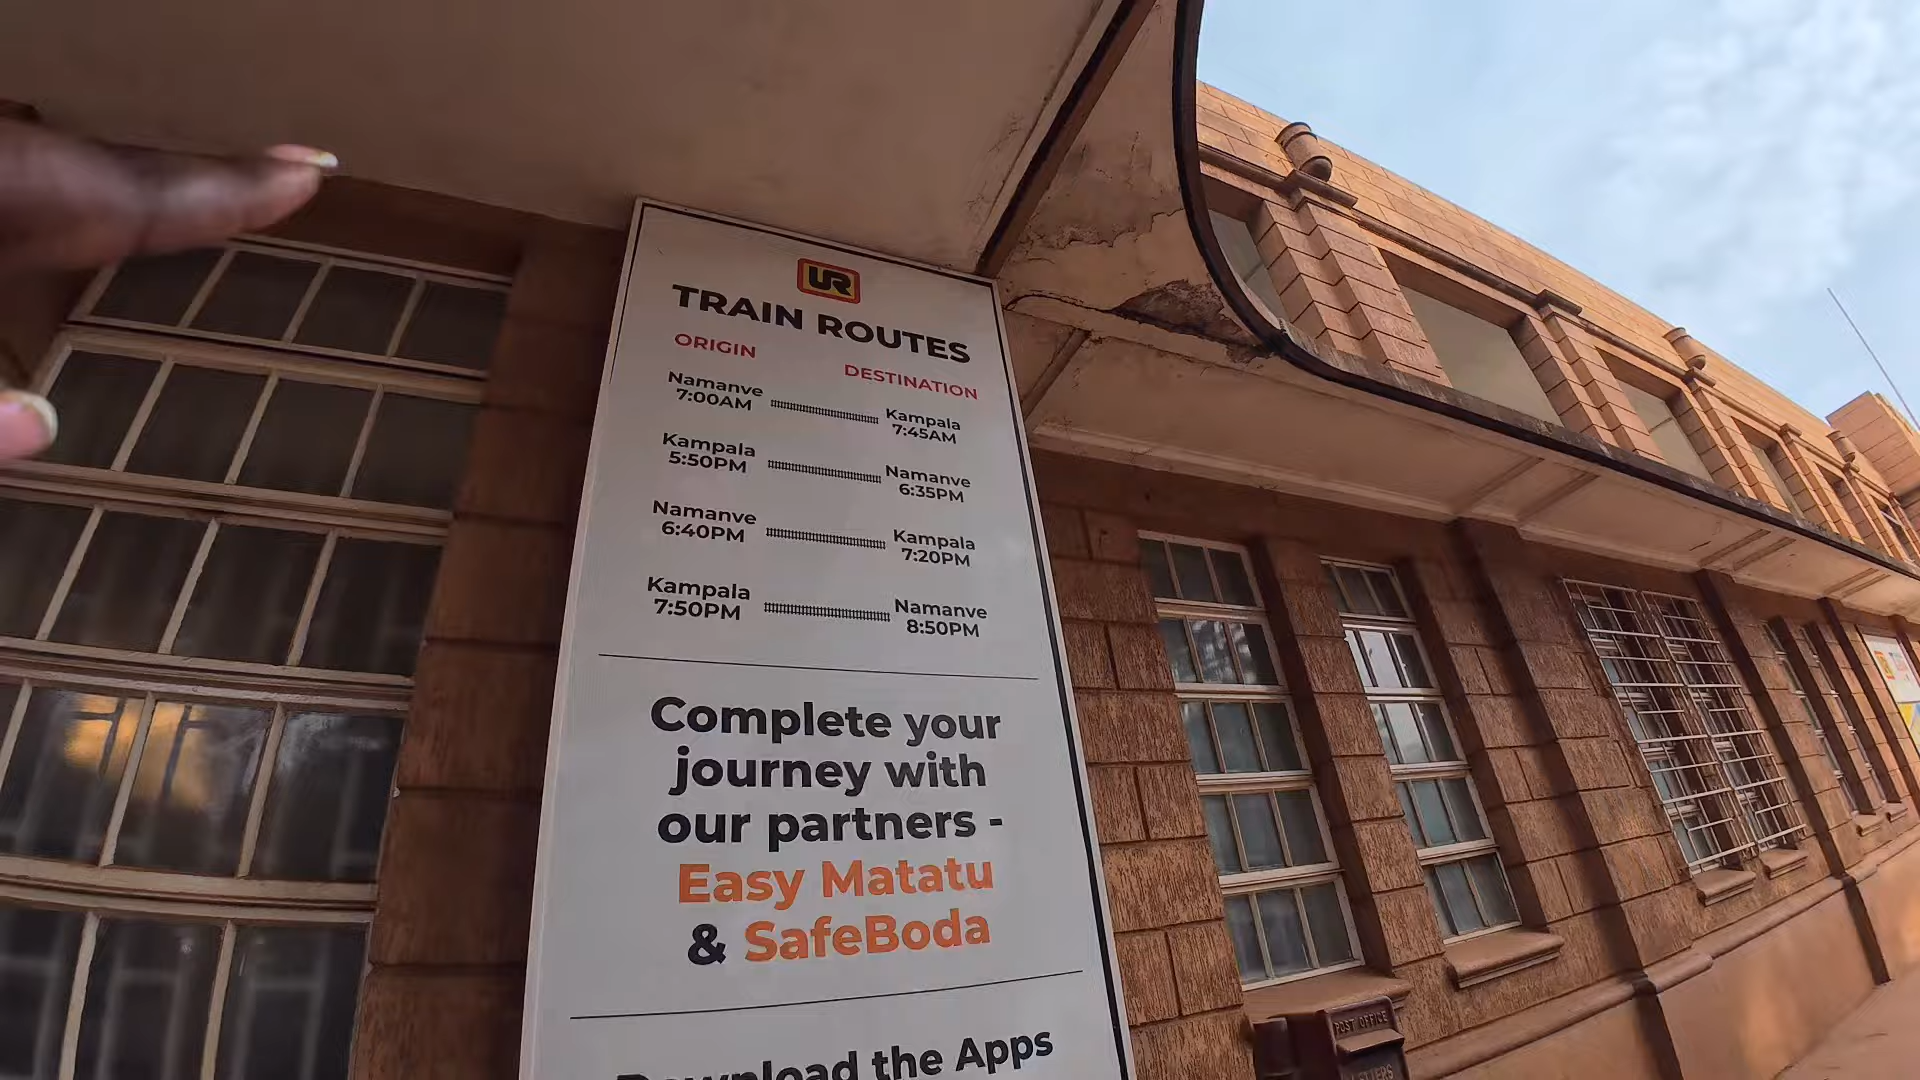 UR
TRAIN ROUTES
ORIGIN DESTINATION
Namanve Kampala
7:00AM 7:45AM
Kampala Namanve
5:50PM 6:35PM
Namanve Kampala
6:40PM 7:20PM
Kampala Namanve
7:50PM 8:50PM
Complete your
journey with
our partners -
Easy Matatu
& SafeBoda
Download the Apps
POST OFFICE
LETTERS